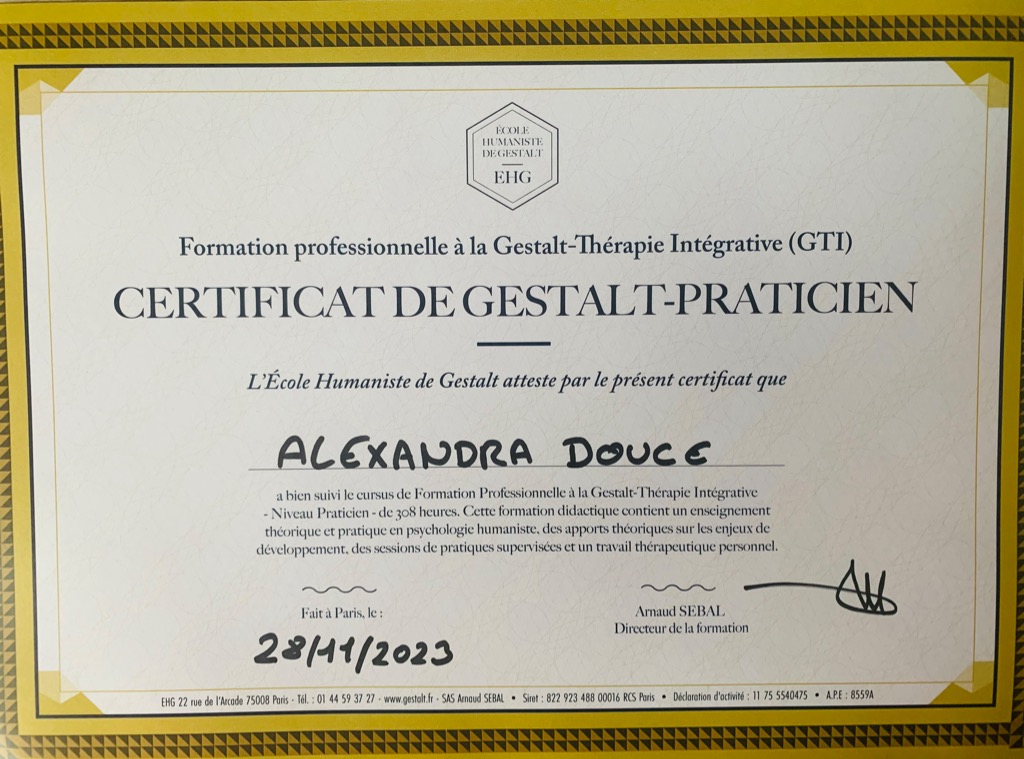 ÉCOLE
HUMANISTE
DE GESTALT
EHG
Formation professionnelle à la Gestalt-Thérapie Intégrative (GTI)
CERTIFICAT DE GESTALT-PRATICIEN
L'École Humaniste de Gestalt atteste par le présent certificat que
ALEXANDRA DOUCE
a bien suivi le cursus de Formation Professionnelle à la Gestalt-Thérapie Intégrative
- Niveau Praticien - de 308 heures. Cette formation didactique contient un enseignement
théorique et pratique en psychologie humaniste, des apports théoriques sur les enjeux de
développement, des sessions de pratiques supervisées et un travail thérapeutique personnel.
Fait à Paris, le :
28/11/2023
Arnaud SEBAL
Directeur de la formation
EHG 22 rue de l'Arcade 75008 Paris - Tél. : 01 44 59 37 27 - www.gestalt.fr - SAS Arnaud SEBAL • Siret : 822 923 488 00016 RCS Paris • Déclaration d'activité : 11 75 5540475 • A.P.E : 8559A